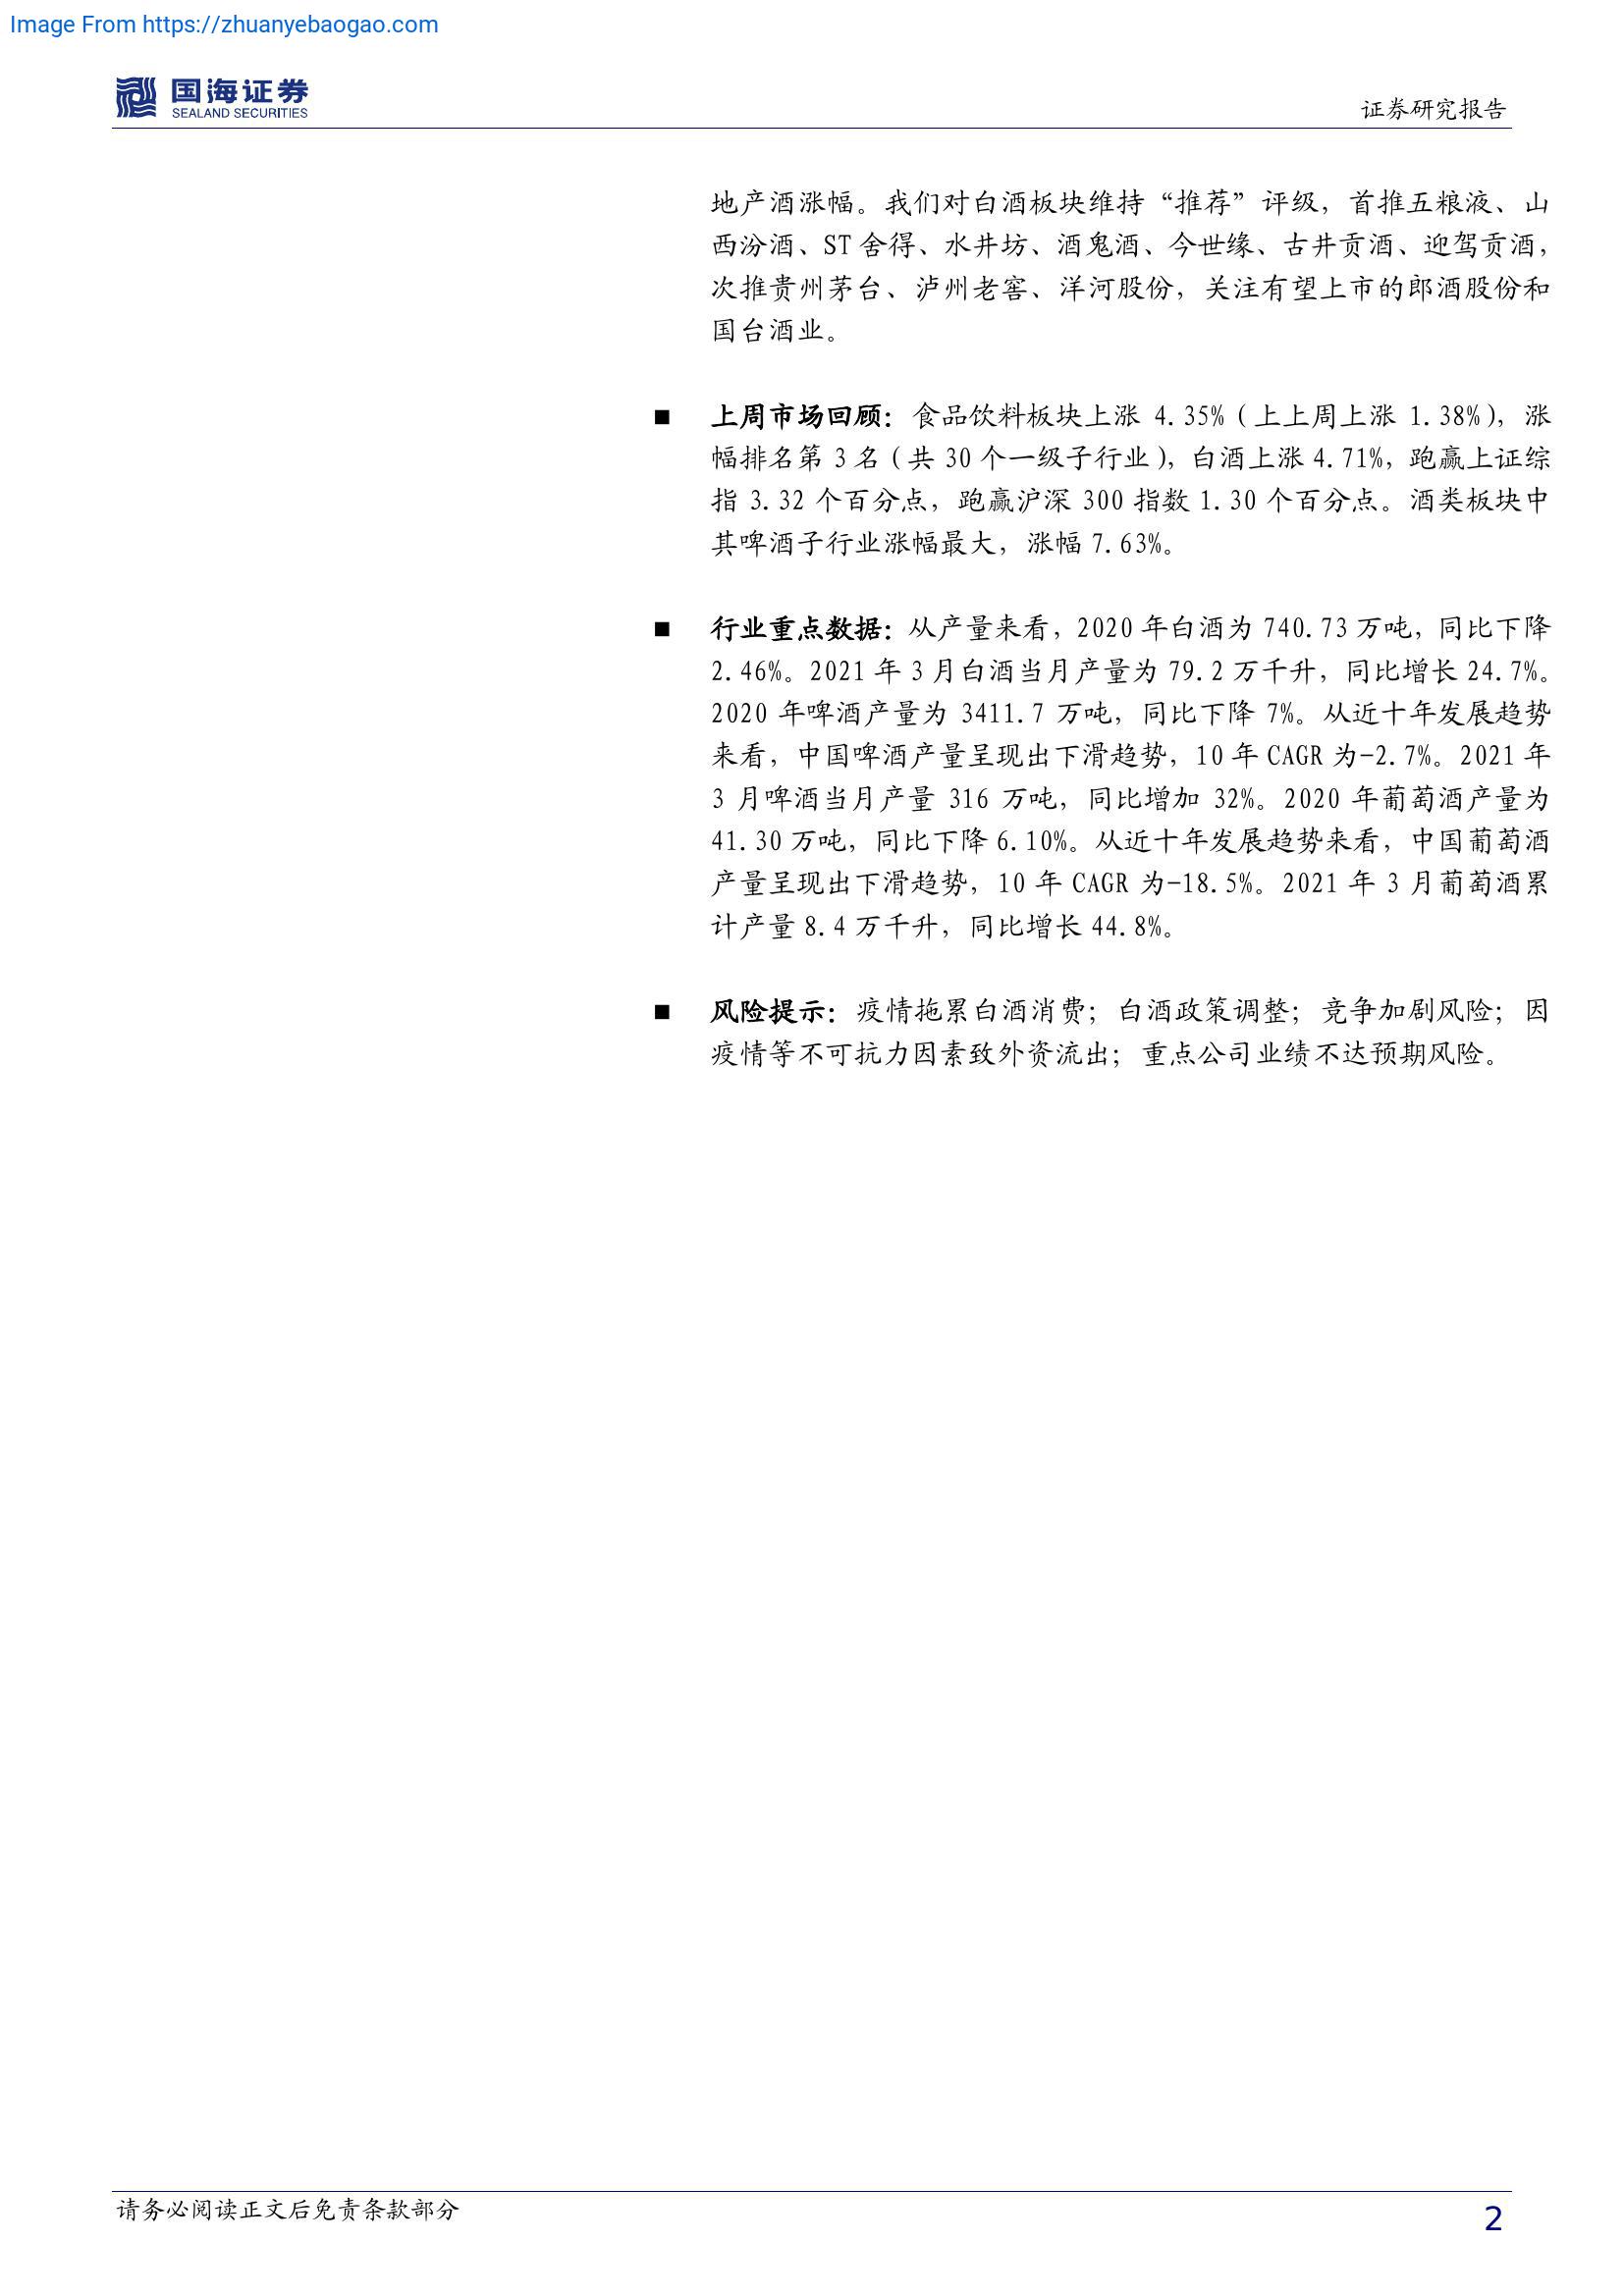 Image From https://zhuanyebaogao.com
国海证券
SEALAND SECURITIES
证券研究报告
地产酒涨幅。我们对白酒板块维持“推荐”评级，首推五粮液、山
西汾酒、ST 舍得、水井坊、酒鬼酒、今世缘、古井贡酒、迎驾贡酒，
次推贵州茅台、泸州老窖、洋河股份，关注有望上市的郎酒股份和
国台酒业。
■ 上周市场回顾：食品饮料板块上涨 4.35%（上上周上涨 1.38%），涨
幅排名第 3 名（共 30 个一级子行业），白酒上涨 4.71%，跑赢上证综
指 3.32 个百分点，跑赢沪深 300 指数 1.30 个百分点。酒类板块中
其啤酒子行业涨幅最大，涨幅 7.63%。
■ 行业重点数据：从产量来看，2020 年白酒为 740.73 万吨，同比下降
2.46%。2021 年 3 月白酒当月产量为 79.2 万千升，同比增长 24.7%。
2020 年啤酒产量为 3411.7 万吨，同比下降 7%。从近十年发展趋势
来看，中国啤酒产量呈现出下滑趋势，10 年 CAGR 为-2.7%。2021 年
3 月啤酒当月产量 316 万吨，同比增加 32%。2020 年葡萄酒产量为
41.30 万吨，同比下降 6.10%。从近十年发展趋势来看，中国葡萄酒
产量呈现出下滑趋势，10 年 CAGR 为-18.5%。2021 年 3 月葡萄酒累
计产量 8.4 万千升，同比增长 44.8%。
■ 风险提示：疫情拖累白酒消费；白酒政策调整；竞争加剧风险；因
疫情等不可抗力因素致外资流出；重点公司业绩不达预期风险。
请务必阅读正文后免责条款部分
2